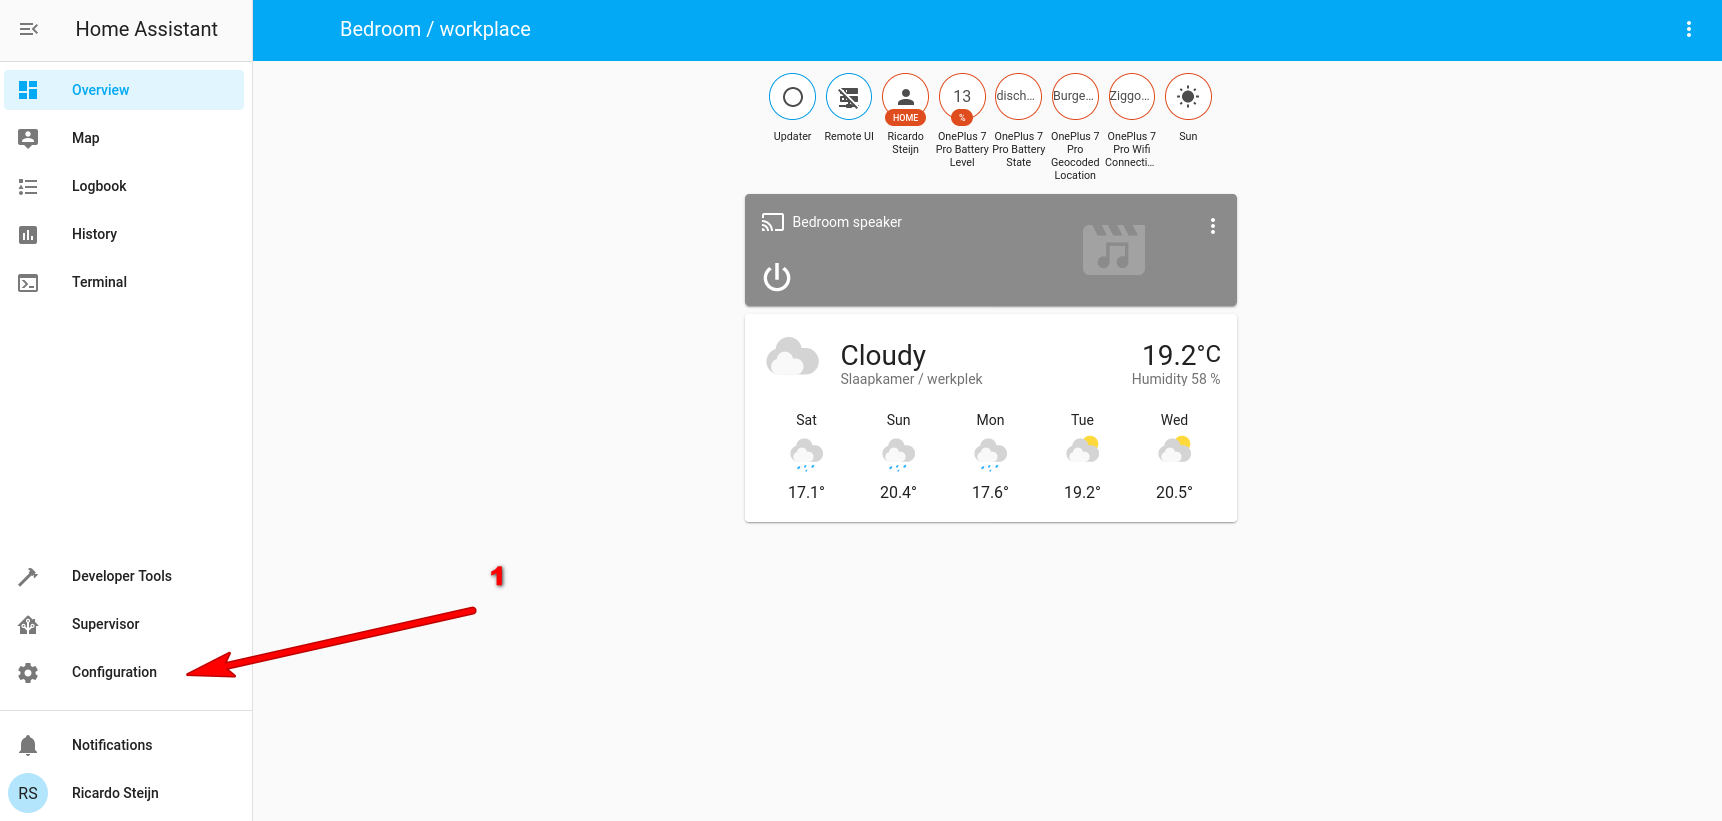 Home Assistant
Bedroom / workplace
Overview
Map
Logbook
History
Terminal
Developer Tools
Supervisor
Configuration
Notifications
RS
Ricardo Steijn
13
disch...
Burge...
Ziggo...
HOME
%
Updater
Remote UI
Ricardo
Steijn
OnePlus 7
Pro Battery
Level
OnePlus 7
Pro Battery
State
OnePlus 7
Pro
Geocoded
Location
OnePlus 7
Pro Wifi
Connecti...
Sun
Bedroom speaker
Cloudy
19.2°C
Slaapkamer / werkplek
Humidity 58 %
Sat
Sun
Mon
Tue
Wed
17.1°
20.4°
17.6°
19.2°
20.5°
1